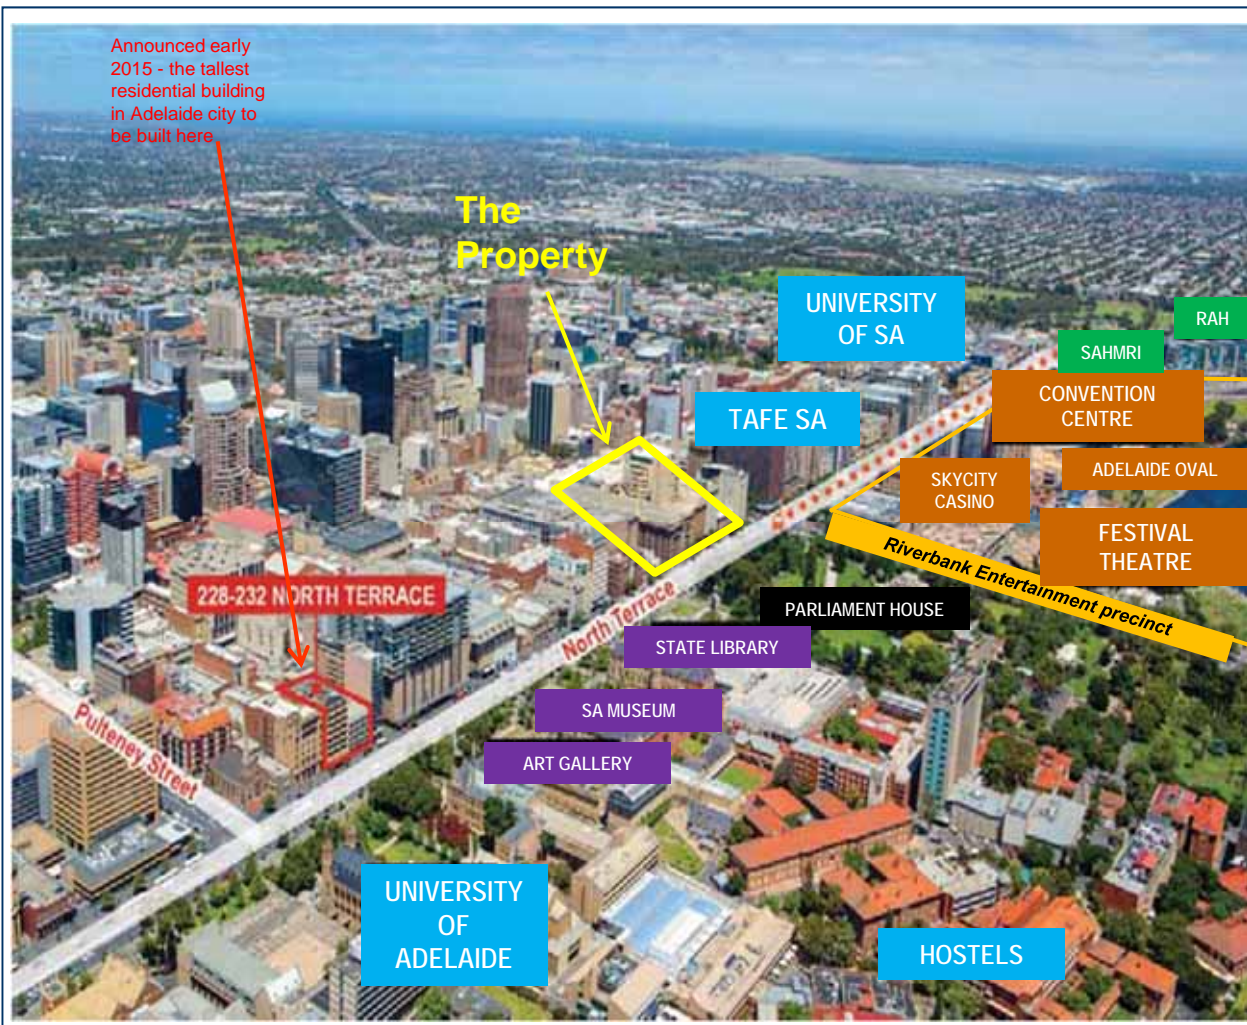 Announced early
2015 - the tallest
residential building
in Adelaide city to
be built here
The
Property
UNIVERSITY
OF SA
RAH
SAHMRI
CONVENTION
CENTRE
TAFE SA
ADELAIDE OVAL
SKYCITY
CASINO
FESTIVAL
THEATRE
Riverbank Entertainment precinct
228-232 NORTH TERRACE
PARLIAMENT HOUSE
North Terrace
STATE LIBRARY
SA MUSEUM
Pulteney Street
ART GALLERY
UNIVERSITY
OF
ADELAIDE
HOSTELS